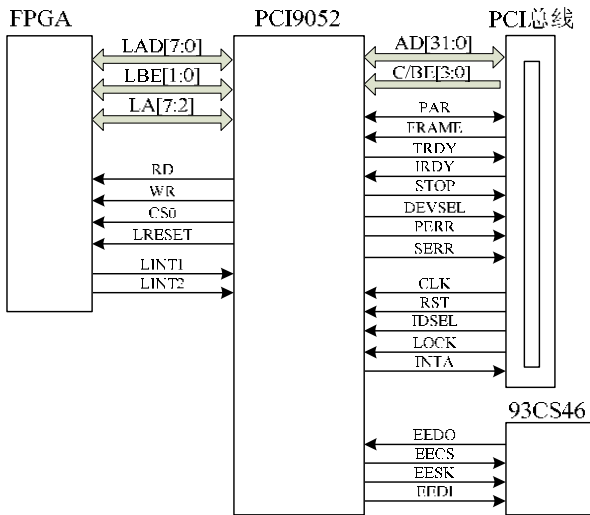 FPGA
PCI9052
PCI总线
LAD[7:0]
LBE[1:0]
LA[7:2]
RD
WR
CS0
LRESET
LINT1
LINT2
AD[31:0]
C/BE[3:0]
PAR
FRAME
TRDY
IRDY
STOP
DEVSEL
PERR
SERR
CLK
RST
IDSEL
LOCK
INTA
93CS46
EEDO
EECS
EESK
EEDI